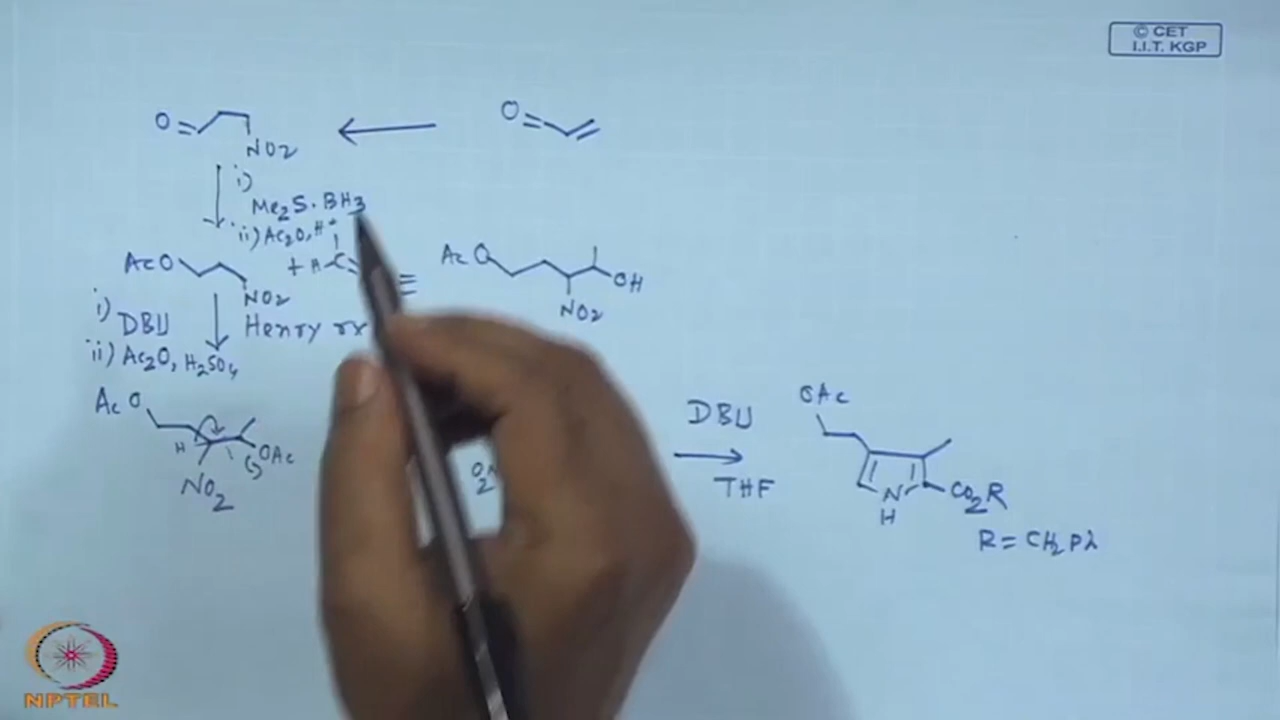 © CET
I.I.T. KGP
O
O
NO2
i)
Me2S.BH3
ii) Ac2O, H+
AcO
+ H C
≡
AcO
OH
NO2
NO2
i)
DBU
Henry rx
ii) Ac2O, H2SO4
AcO
H
OAc
NO2
DBU
THF
OAc
N
H
CO2R
R = CH2Ph
NPTEL